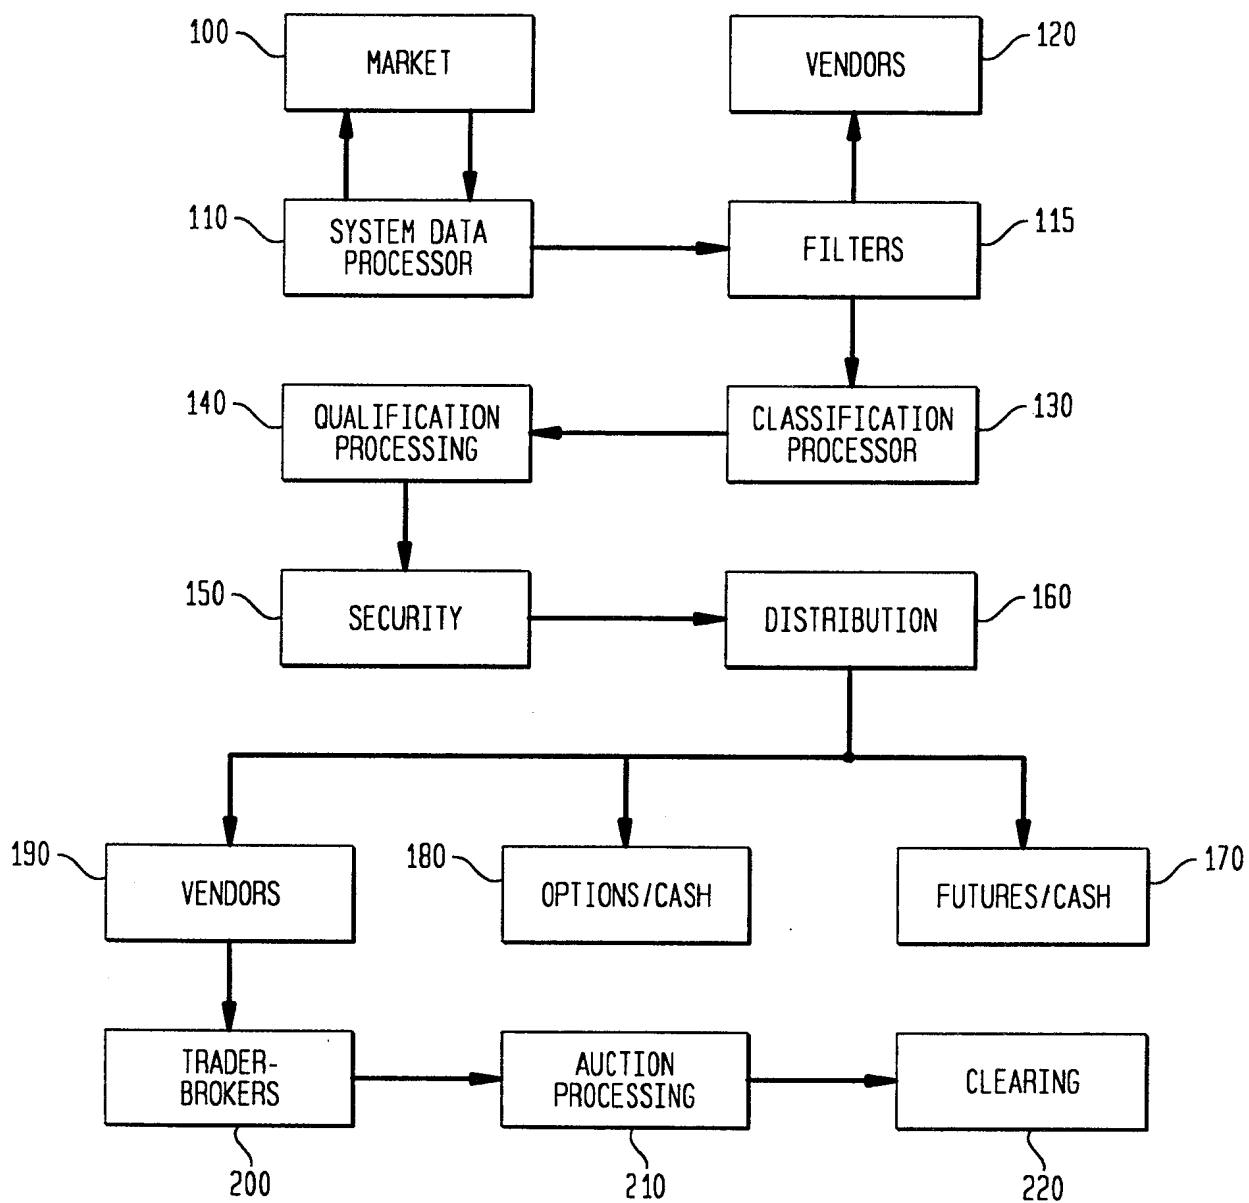 100
MARKET
VENDORS
120
110
SYSTEM DATA
PROCESSOR
FILTERS
115
140
QUALIFICATION
PROCESSING
CLASSIFICATION
PROCESSOR
130
150
SECURITY
DISTRIBUTION
160
190
VENDORS
180
OPTIONS/CASH
FUTURES/CASH
170
TRADER-
BROKERS
AUCTION
PROCESSING
CLEARING
200
210
220